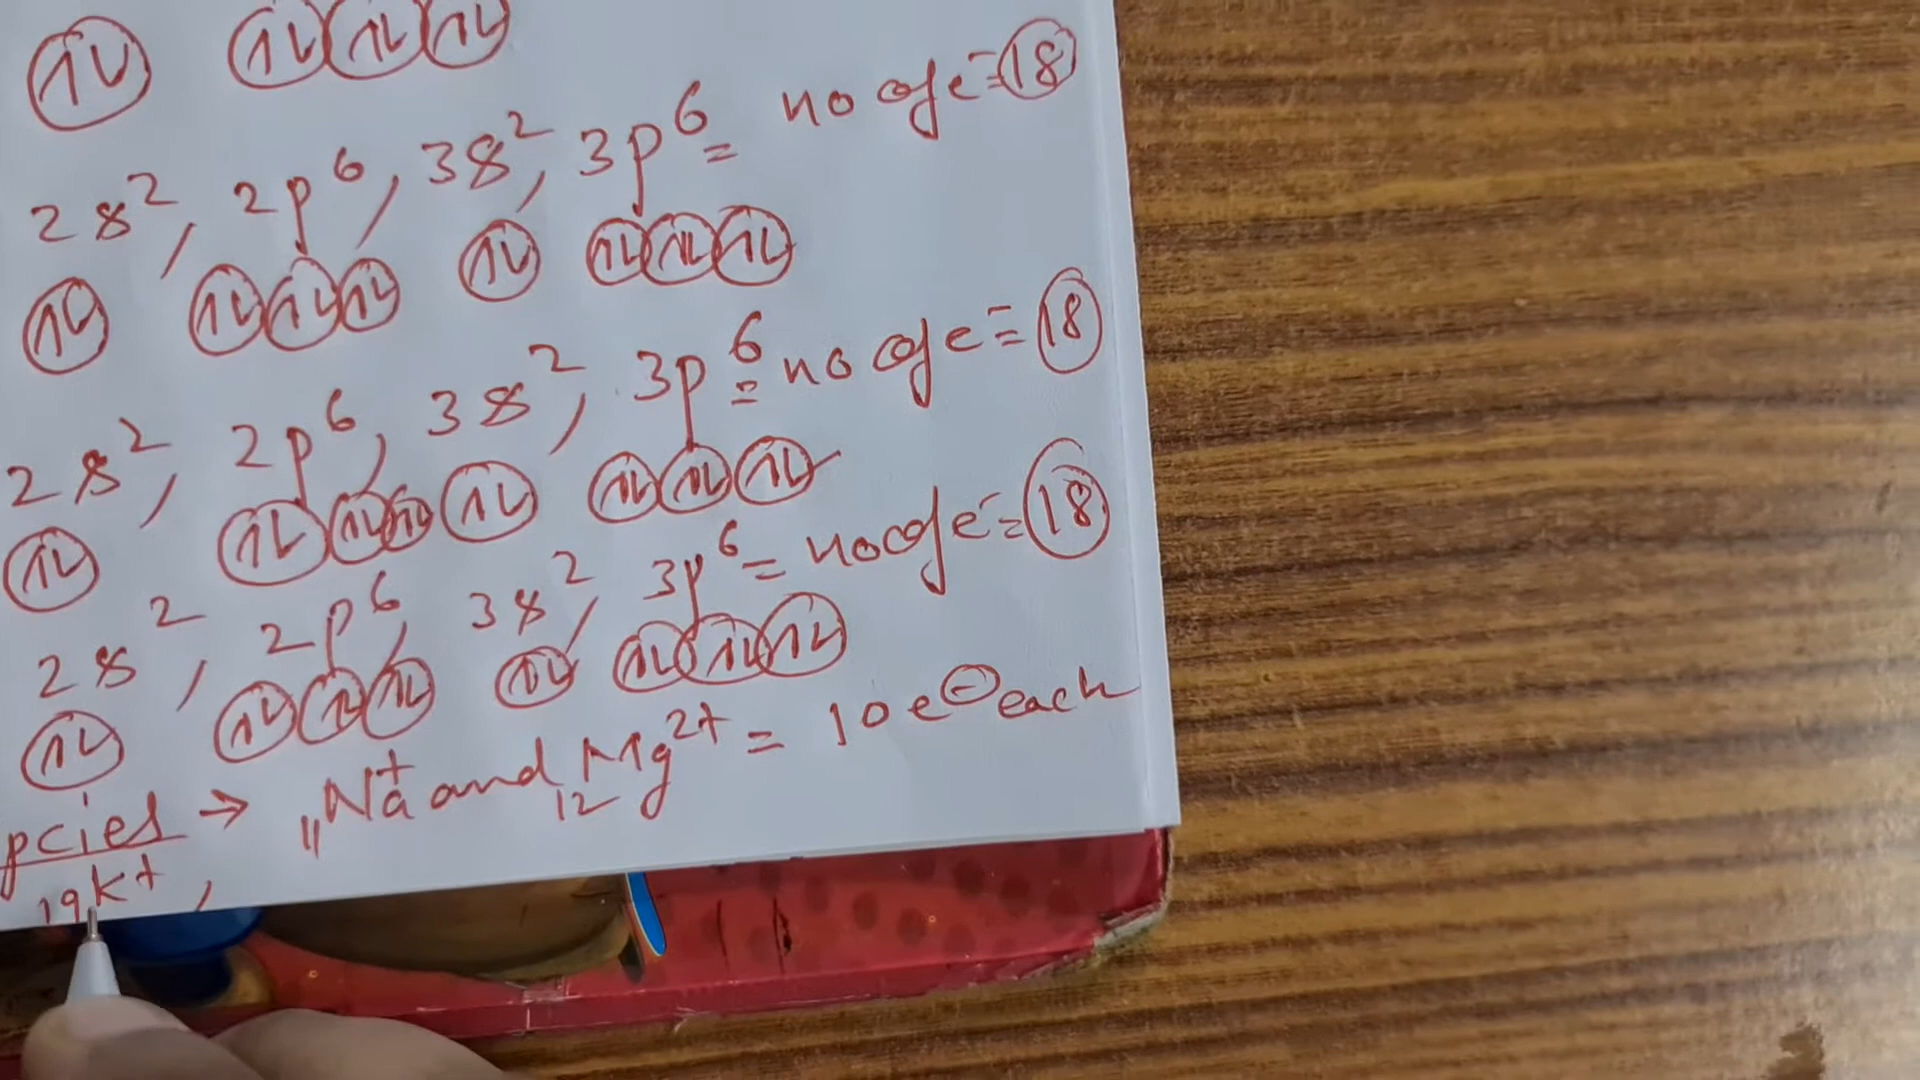 1L 1L 1L 1L
2s², 2p⁶, 3s², 3p⁶ = no of e⁻ = 18
1L 1L 1L 1L 1L 1L 1L 1L
2s², 2p⁶, 3s², 3p⁶ = no of e⁻ = 18
1L 1L 1L 1L 1L 1L 1L 1L
2s², 2p⁶, 3s², 3p⁶ = no of e⁻ = 18
1L 1L 1L 1L 1L 1L 1L 1L
pcies → ₁₁Na⁺ and ₁₂Mg²⁺ = 10e⊖ each
₁₉K⁺,